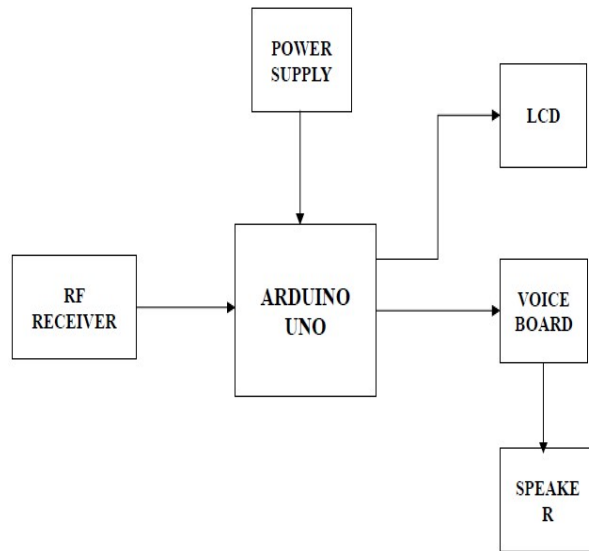 POWER
SUPPLY
LCD
RF
RECEIVER
ARDUINO
UNO
VOICE
BOARD
SPEAKE
R